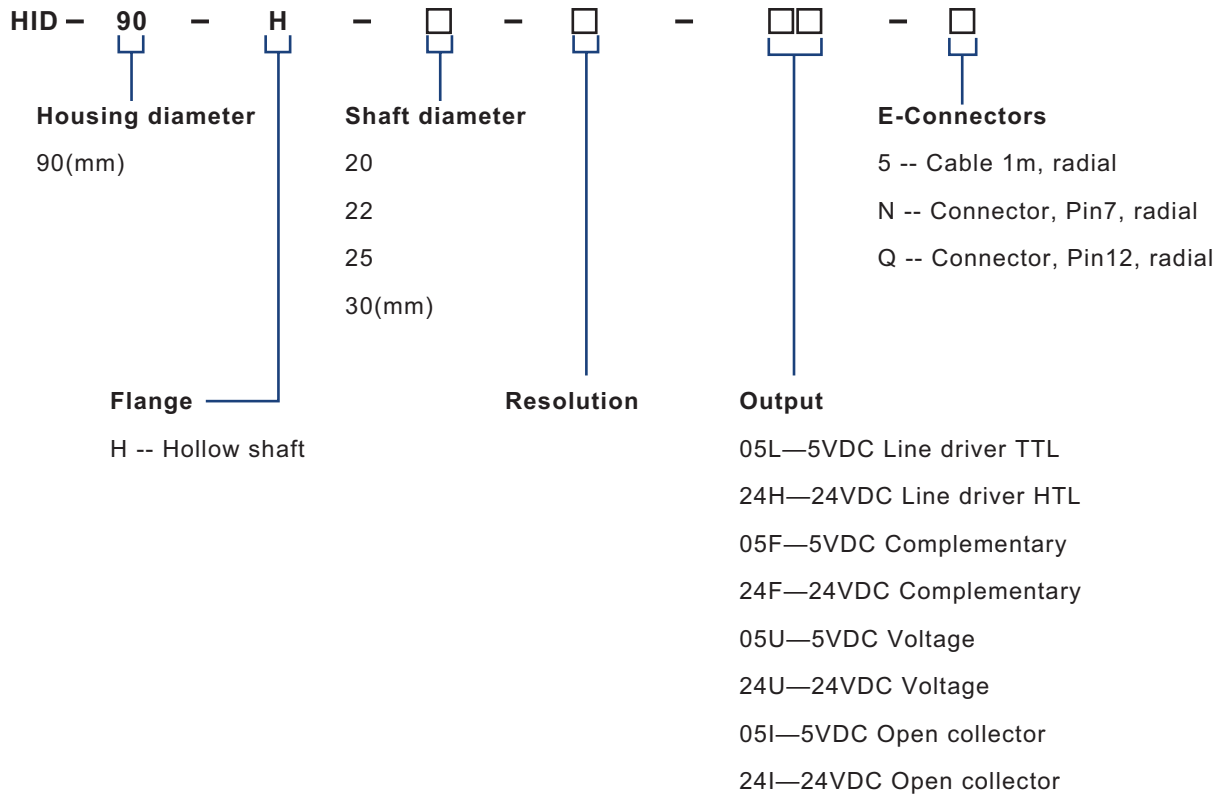 HID – 90 – H – □ – □ – □□ – □
Housing diameter
90(mm)
Shaft diameter
20
22
25
30(mm)
E-Connectors
5 -- Cable 1m, radial
N -- Connector, Pin7, radial
Q -- Connector, Pin12, radial
Flange
H -- Hollow shaft
Resolution
Output
05L—5VDC Line driver TTL
24H—24VDC Line driver HTL
05F—5VDC Complementary
24F—24VDC Complementary
05U—5VDC Voltage
24U—24VDC Voltage
05I—5VDC Open collector
24I—24VDC Open collector